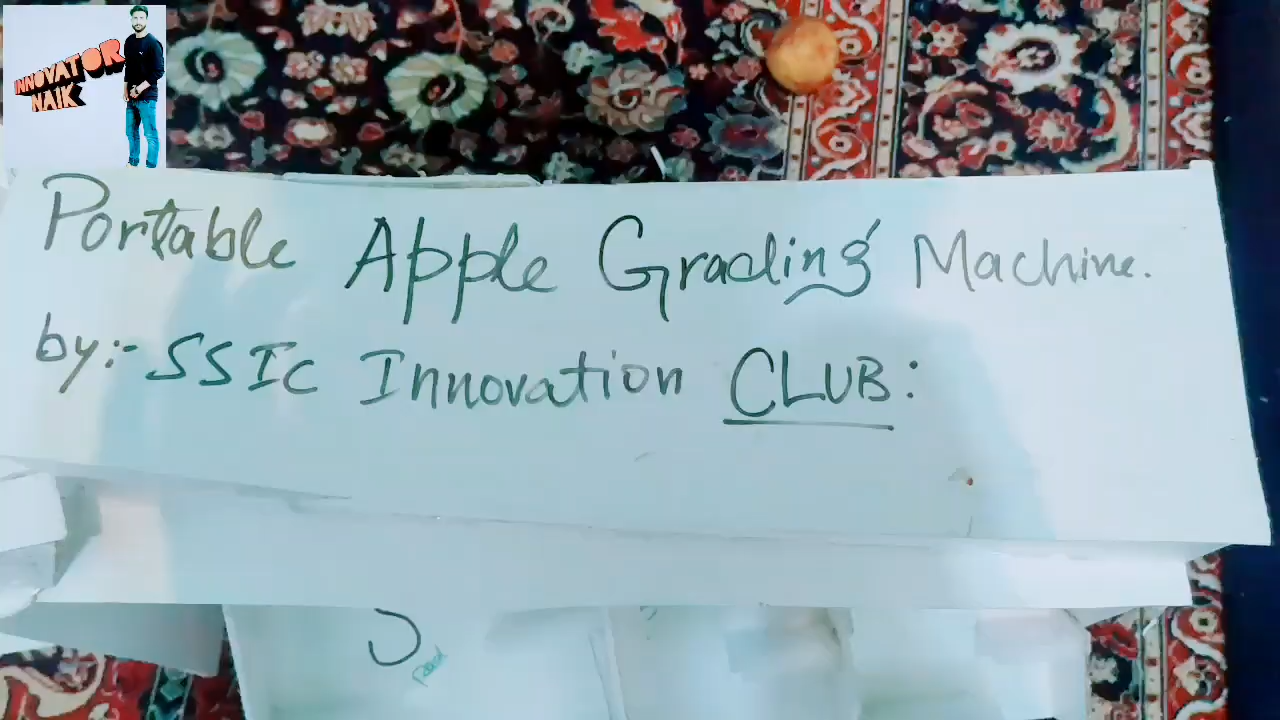 INNOVATOR
NAIK
Portable Apple Grading Machine.
by:- SSIC Innovation CLUB: